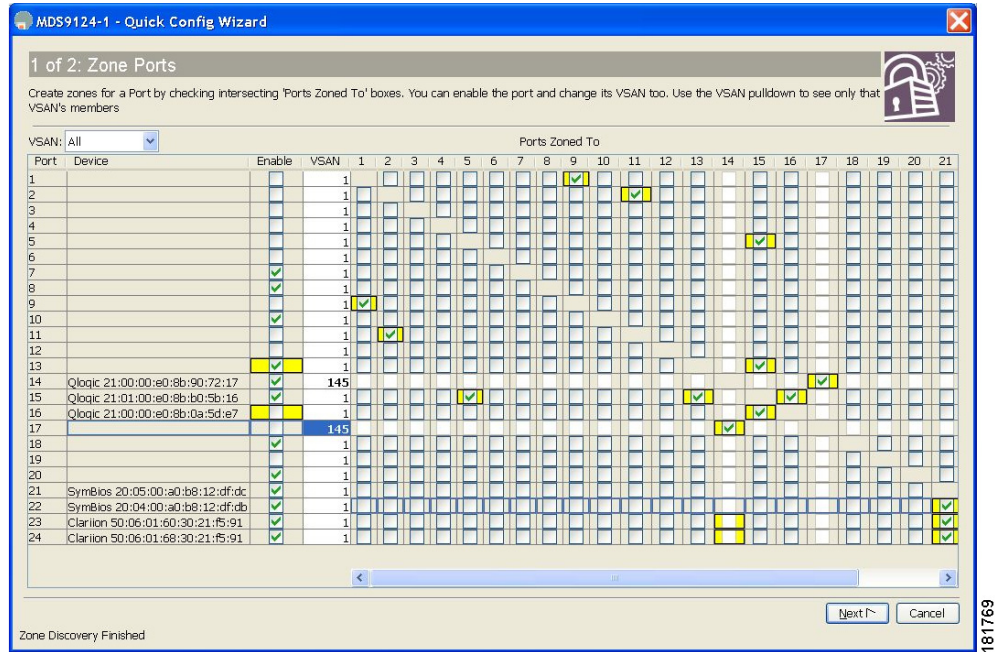 MDS9124-1 - Quick Config Wizard
1 of 2: Zone Ports
Create zones for a Port by checking intersecting 'Ports Zoned To' boxes. You can enable the port and change its VSAN too. Use the VSAN pulldown to see only that
VSAN's members
VSAN: All
Ports Zoned To
Port Device Enable VSAN 1 2 3 4 5 6 7 8 9 10 11 12 13 14 15 16 17 18 19 20 21
1 1
2 1
3 1
4 1
5 1
6 1
7 1
8 1
9 1
10 1
11 1
12 1
13 1
14 Qlogic 21:00:00:e0:8b:90:72:17 145
15 Qlogic 21:01:00:e0:8b:b0:5b:16 1
16 Qlogic 21:00:00:e0:8b:0a:5d:e7 1
17 145
18 1
19 1
20 1
21 SymBios 20:05:00:a0:b8:12:df:dc 1
22 SymBios 20:04:00:a0:b8:12:df:db 1
23 Clariion 50:06:01:60:30:21:f5:91 1
24 Clariion 50:06:01:68:30:21:f5:91 1
Next
Cancel
Zone Discovery Finished
181769